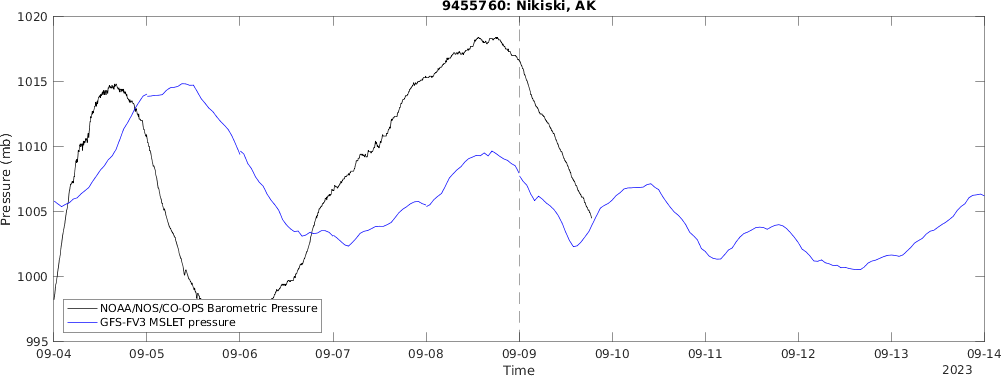 9455760: Nikiski, AK
Pressure (mb)
1020
1015
1010
1005
1000
995
NOAA/NOS/CO-OPS Barometric Pressure
GFS-FV3 MSLET pressure
09-04 09-05 09-06 09-07 09-08 09-09 09-10 09-11 09-12 09-13 09-14
Time
2023